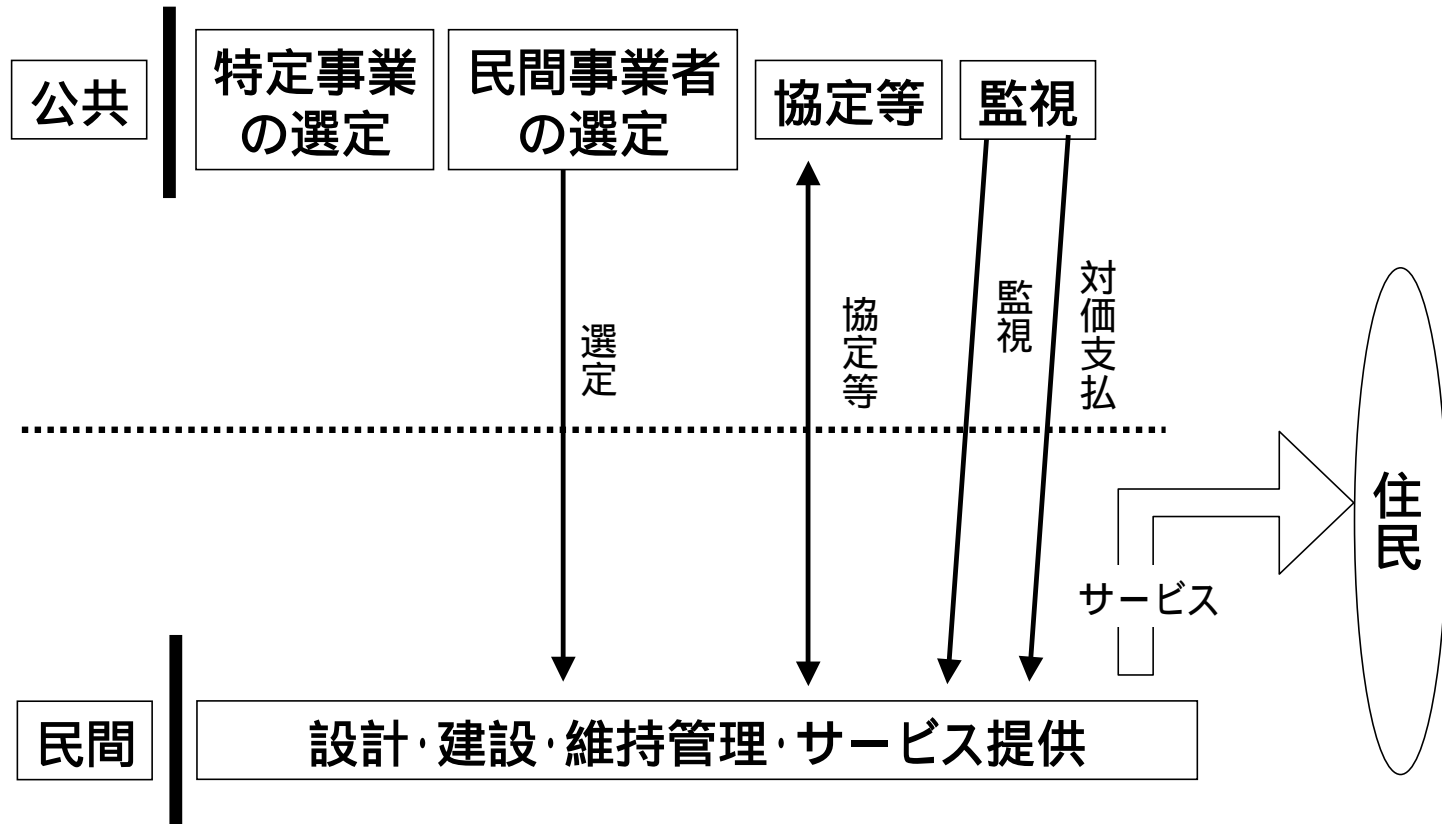 公共
特定事業
の選定
民間事業者
の選定
協定等
監視
選定
協定等
監視
対価支払
サービス
住民
民間
設計・建設・維持管理・サービス提供